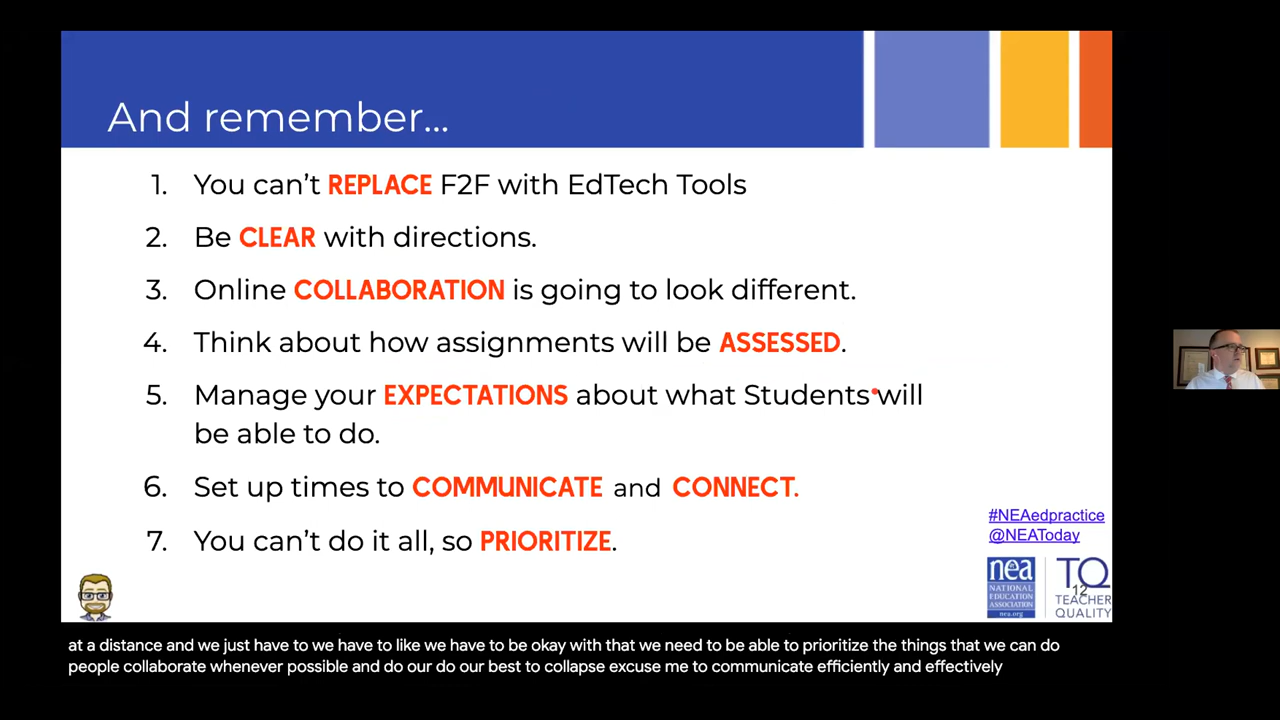 And remember...
1. You can't REPLACE F2F with EdTech Tools
2. Be CLEAR with directions.
3. Online COLLABORATION is going to look different.
4. Think about how assignments will be ASSESSED.
5. Manage your EXPECTATIONS about what Students will
be able to do.
6. Set up times to COMMUNICATE and CONNECT.
7. You can't do it all, so PRIORITIZE.
#NEAedpractice
@NEAToday
nea
NATIONAL
EDUCATION
ASSOCIATION
nea.org
TQ
12
TEACHER
QUALITY
at a distance and we just have to we have to like we have to be okay with that we need to be able to prioritize the things that we can do
people collaborate whenever possible and do our do our best to collapse excuse me to communicate efficiently and effectively